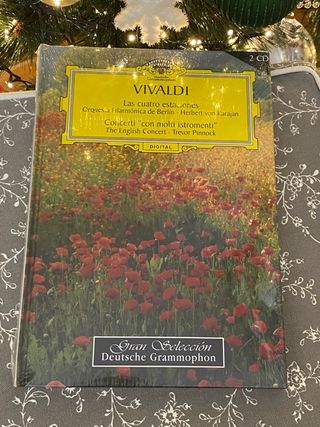 2 CD
VIVALDI
Las cuatro estaciones
Orquesta Filarmónica de Berlín - Herbert von Karajan
Concerti "con molti istromenti"
The English Concert - Trevor Pinnock
DIGITAL
Gran Selección
Deutsche Grammophon